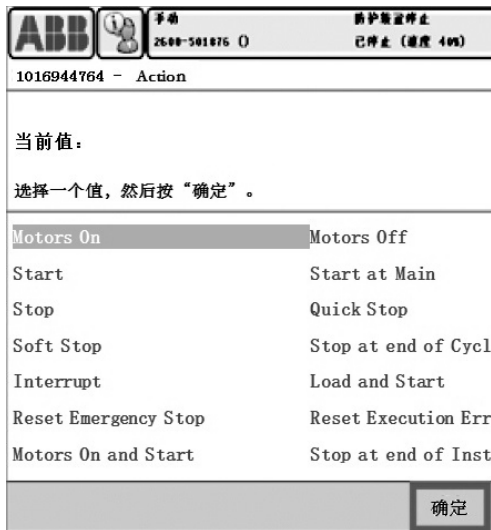 ABB
手动
防护装置停止
2600-501876 ()
已停止 (速度 40%)
1016944764 - Action
当前值:
选择一个值，然后按“确定”。
Motors On
Motors Off
Start
Start at Main
Stop
Quick Stop
Soft Stop
Stop at end of Cycl
Interrupt
Load and Start
Reset Emergency Stop
Reset Execution Err
Motors On and Start
Stop at end of Inst
确定